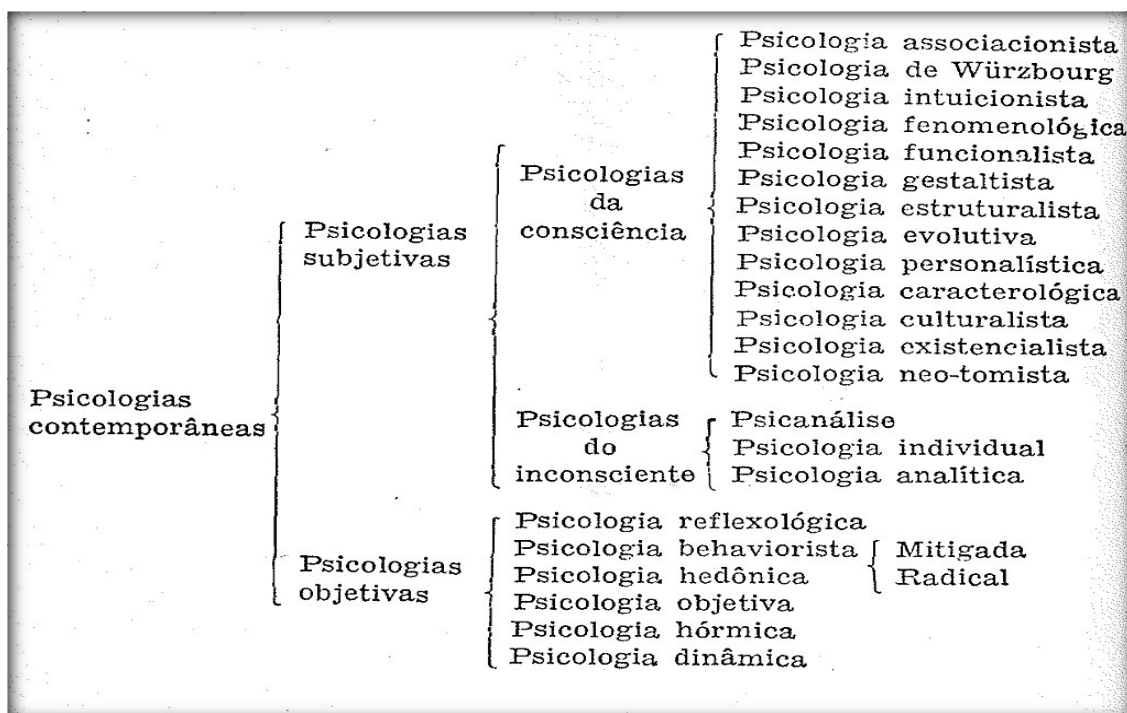 Psicologias
contemporâneas
Psicologias
subjetivas
Psicologias
da
consciência
Psicologia associacionista
Psicologia de Würzbourg
Psicologia intuicionista
Psicologia fenomenológica
Psicologia funcionalista
Psicologia gestaltista
Psicologia estruturalista
Psicologia evolutiva
Psicologia personalística
Psicologia caracterológica
Psicologia culturalista
Psicologia existencialista
Psicologia neo-tomista
Psicologias
do
inconsciente
Psicanálise
Psicologia individual
Psicologia analítica
Psicologias
objetivas
Psicologia reflexológica
Psicologia behaviorista
Psicologia hedônica
Psicologia objetiva
Psicologia hórmica
Psicologia dinâmica
Mitigada
Radical